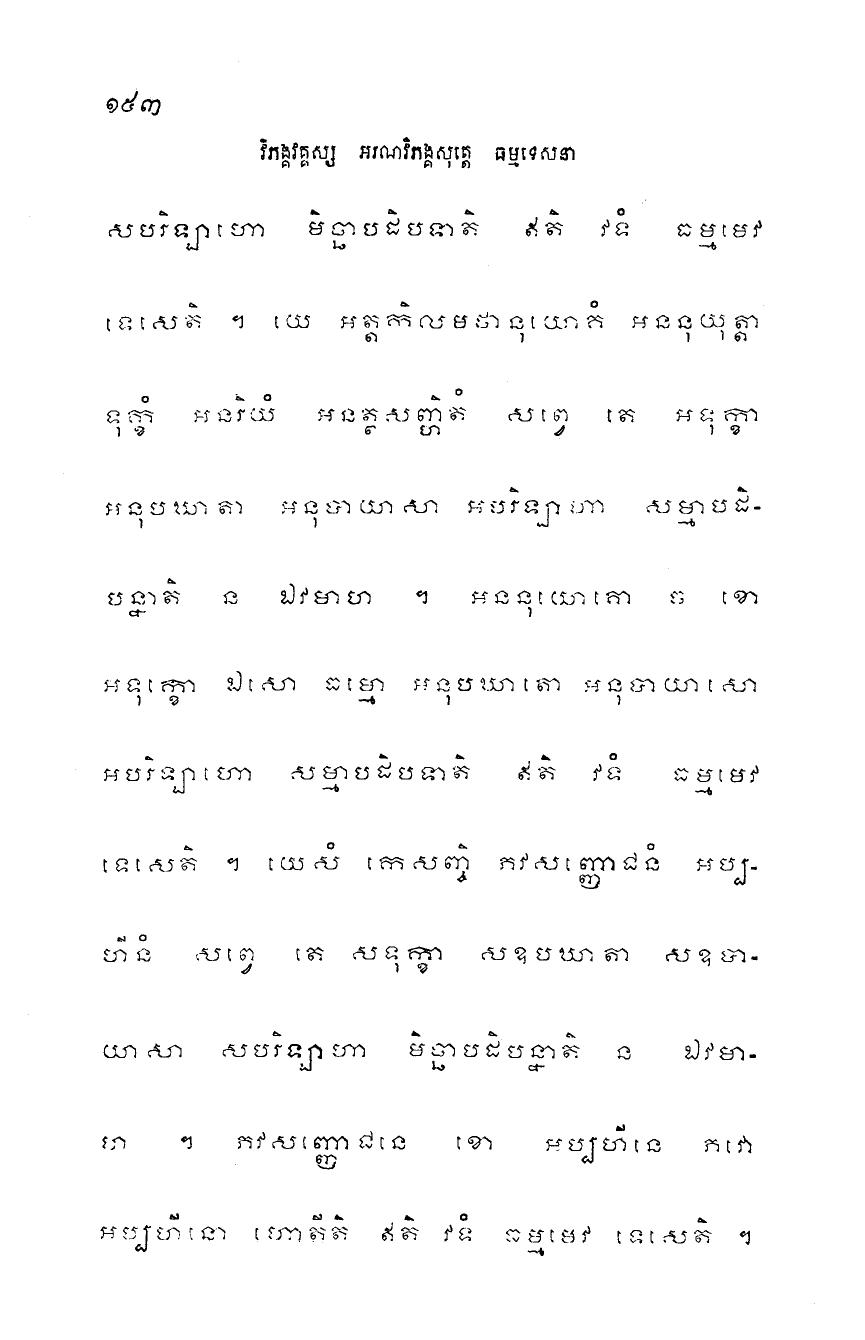 ១៥៣
វិភង្គវគ្គស្ស អរណវិភង្គសុត្តេ ធម្មទេសនា
សបរិឡ្បាហោ មិច្ឆាបដិបទាតិ ឥតិ វទំ ធម្មមេវ
ទេសេតិ ។ យេ អត្តកិលមថានុយោគំ អននុយុត្តា
ទុក្ខំ អនរិយំ អនត្ថសញ្ហិតំ សព្វេ តេ អទុក្ខា
អនុបឃាតា អនុបាយាសា អបរិឡ្បាហា សម្មាបដិ-
បន្នាតិ ន ឯវមាហ ។ អននុយោគោ ច ខោ
អទុក្ខោ ឯសោ ធម្មោ អនុបឃាតោ អនុបាយាសោ
អបរិឡ្បាហោ សម្មាបដិបទាតិ ឥតិ វទំ ធម្មមេវ
ទេសេតិ ។ យេសំ កេសញ្ចិ ភវសញ្ញោជនំ អប្ប-
ហីនំ សព្វេ តេ សទុក្ខា សឧបឃាតា សឧបា-
យាសា សបរិឡ្បាហា មិច្ឆាបដិបន្នាតិ ន ឯវមា-
ហ ។ ភវសញ្ញោជនេ ខោ អប្បហីនេ ភវោ
អប្បហីនោ ហោតីតិ ឥតិ វទំ ធម្មមេវ ទេសេតិ ។